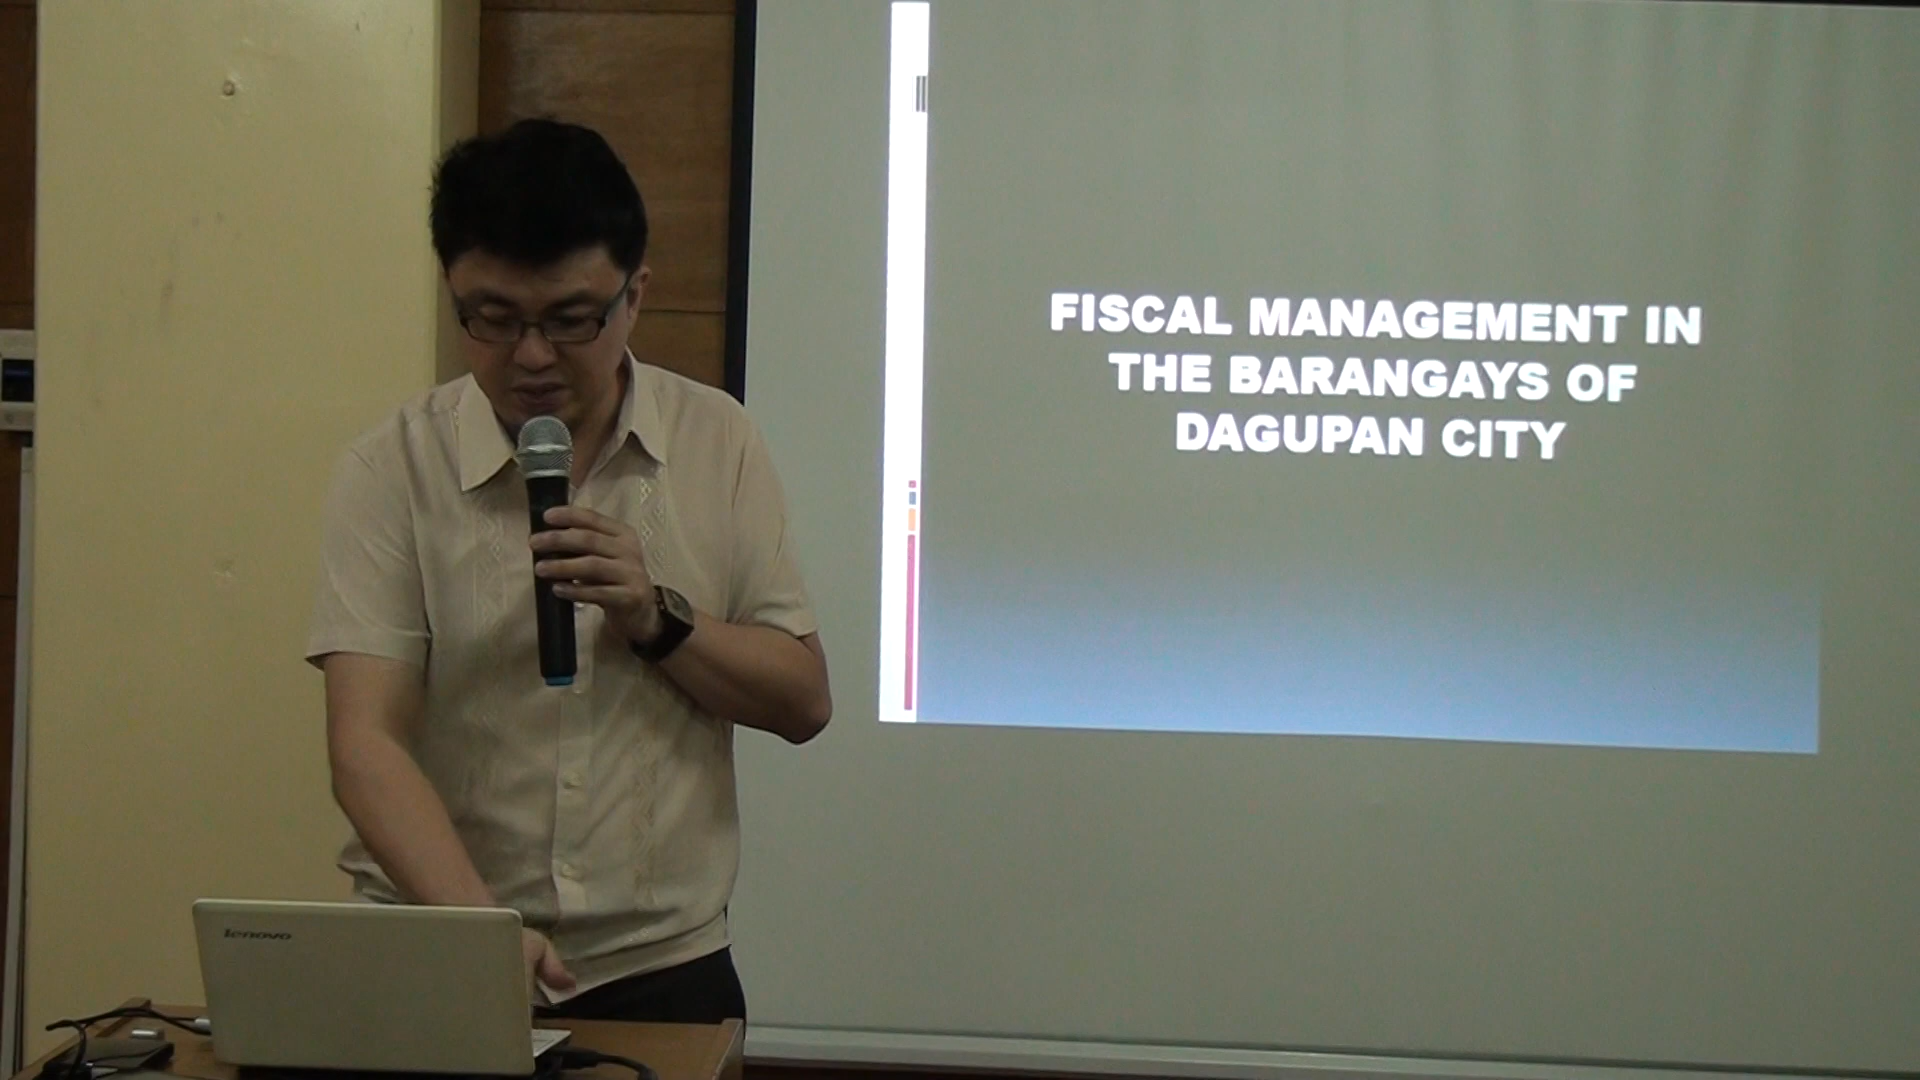 FISCAL MANAGEMENT IN
THE BARANGAYS OF
DAGUPAN CITY
lenovo